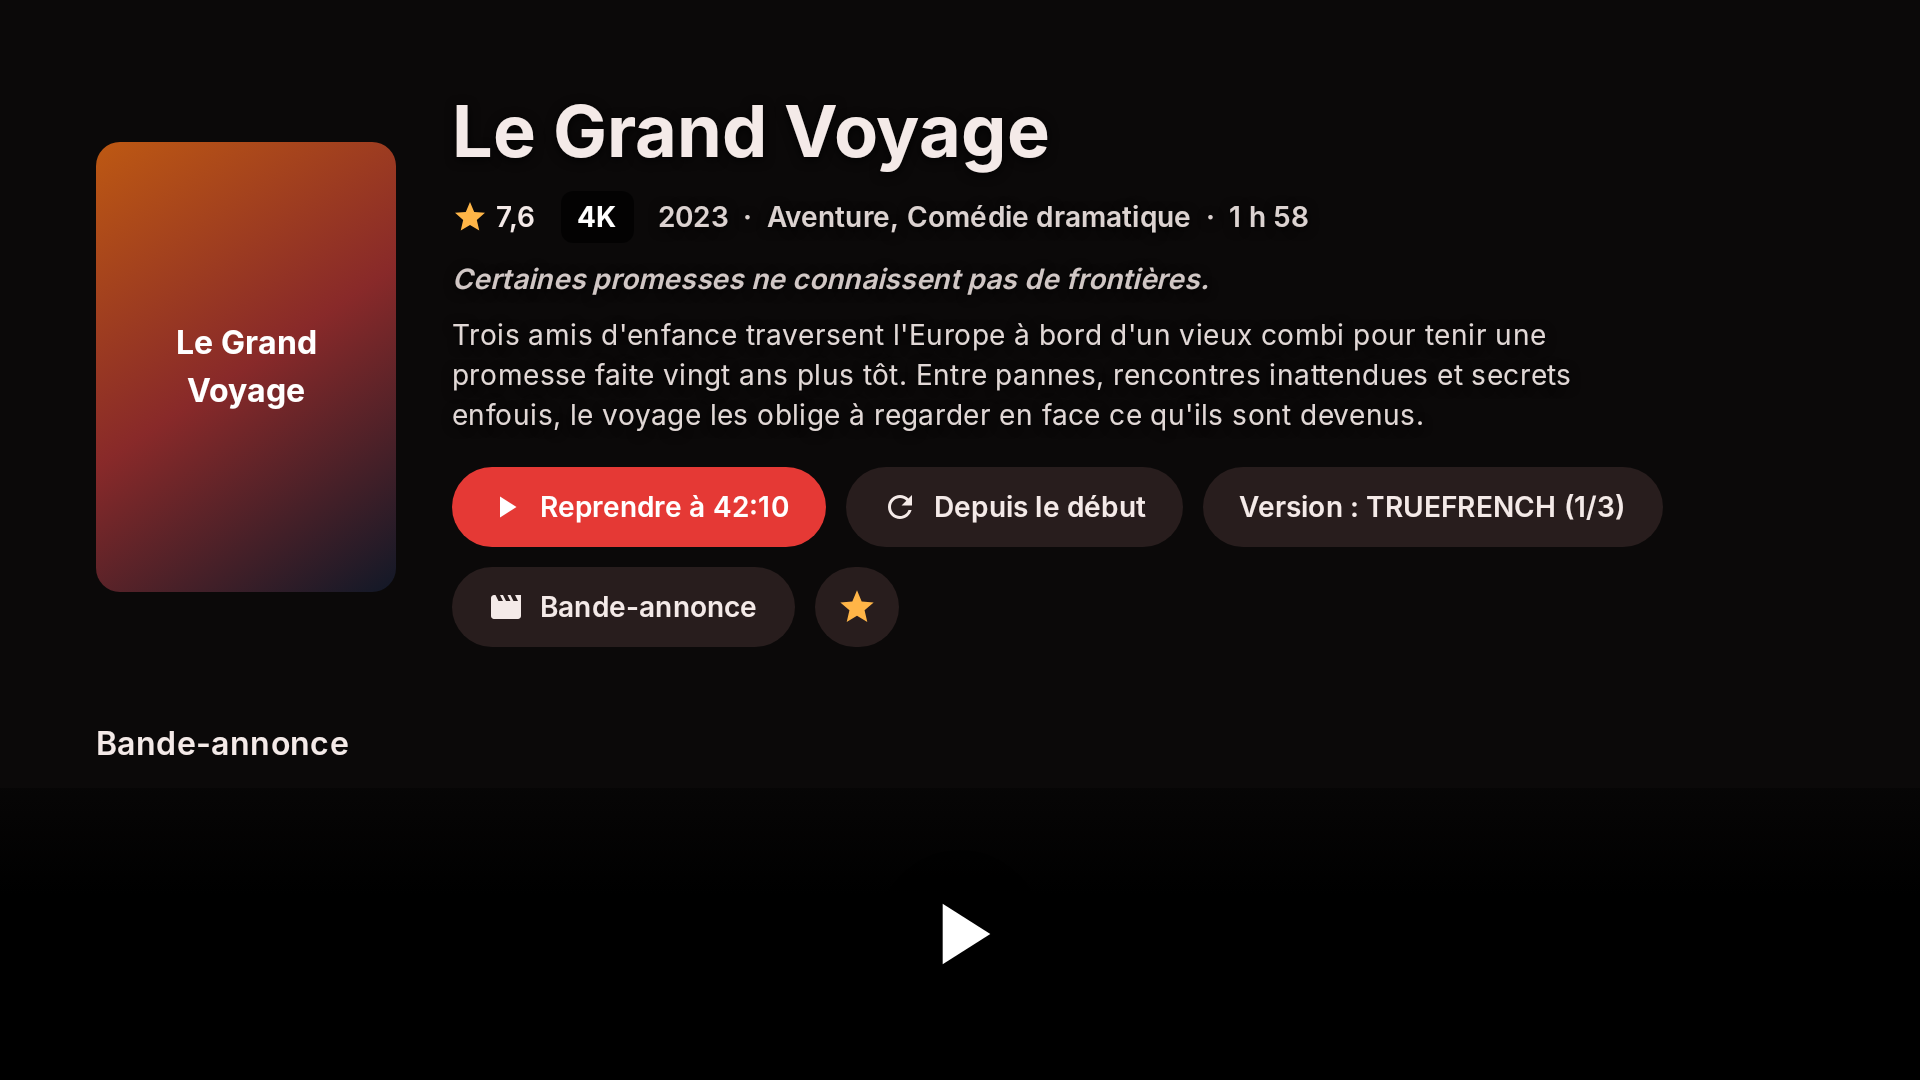 Le Grand Voyage
Le Grand
Voyage
7,6 4K 2023 · Aventure, Comédie dramatique · 1 h 58
Certaines promesses ne connaissent pas de frontières.
Trois amis d'enfance traversent l'Europe à bord d'un vieux combi pour tenir une
promesse faite vingt ans plus tôt. Entre pannes, rencontres inattendues et secrets
enfouis, le voyage les oblige à regarder en face ce qu'ils sont devenus.
Reprendre à 42:10 Depuis le début Version : TRUEFRENCH (1/3)
Bande-annonce
Bande-annonce